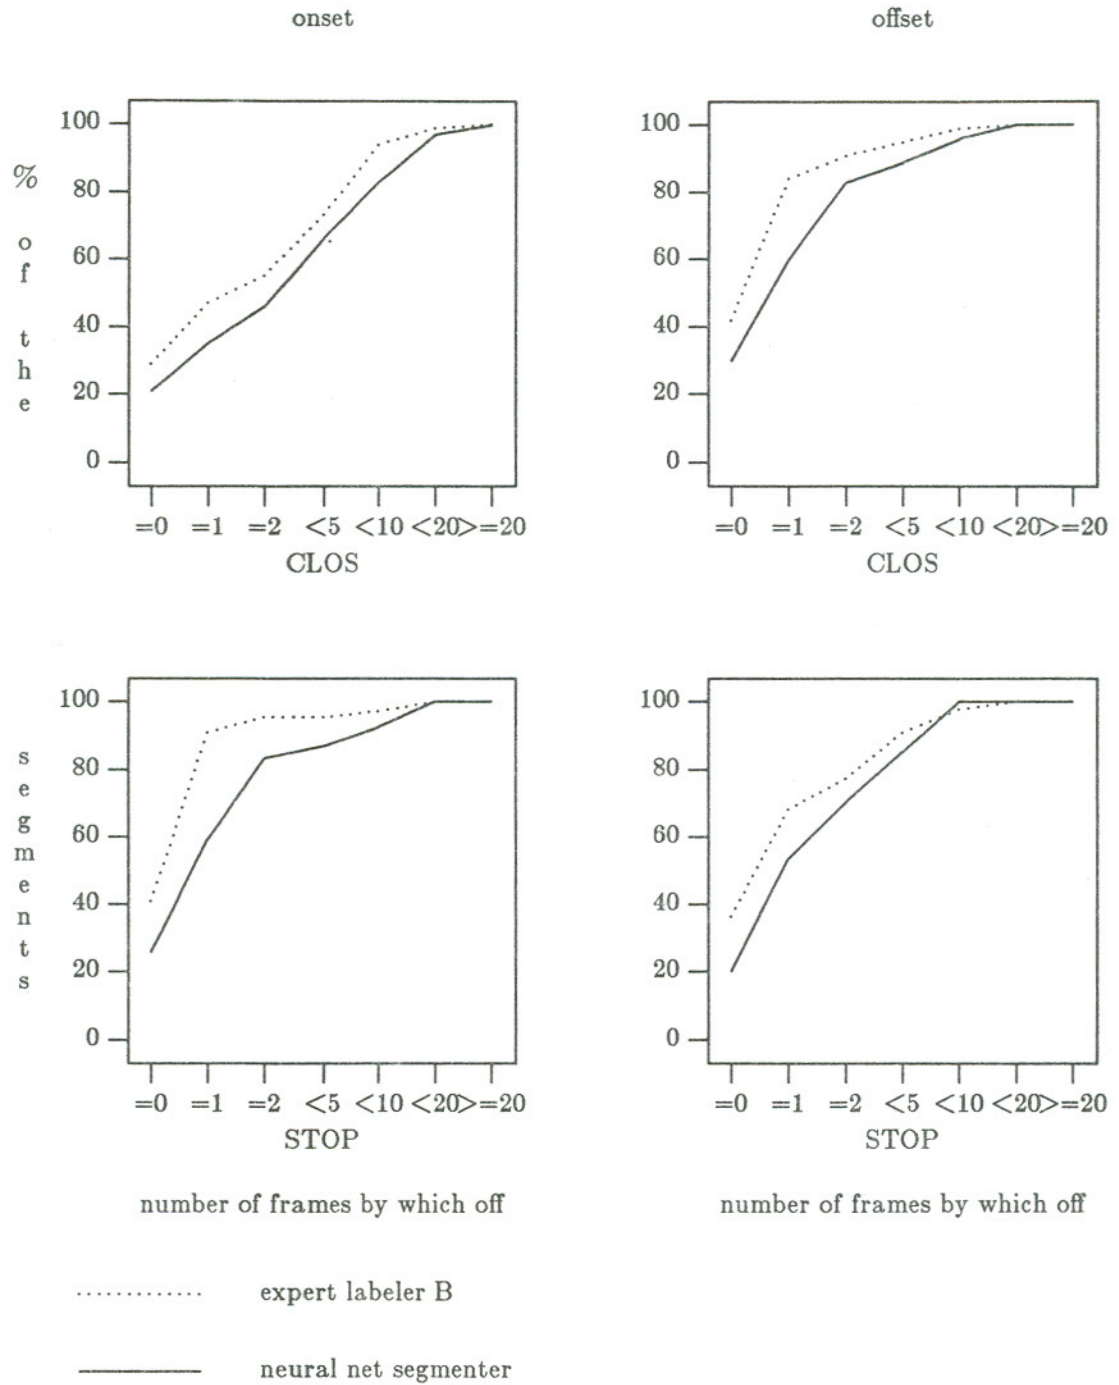 onset
offset
% of the segments
100
80
60
40
20
0
=0 =1 =2 <5 <10 <20 >=20
CLOS
100
80
60
40
20
0
=0 =1 =2 <5 <10 <20 >=20
CLOS
100
80
60
40
20
0
=0 =1 =2 <5 <10 <20 >=20
STOP
number of frames by which off
100
80
60
40
20
0
=0 =1 =2 <5 <10 <20 >=20
STOP
number of frames by which off
expert labeler B
neural net segmenter